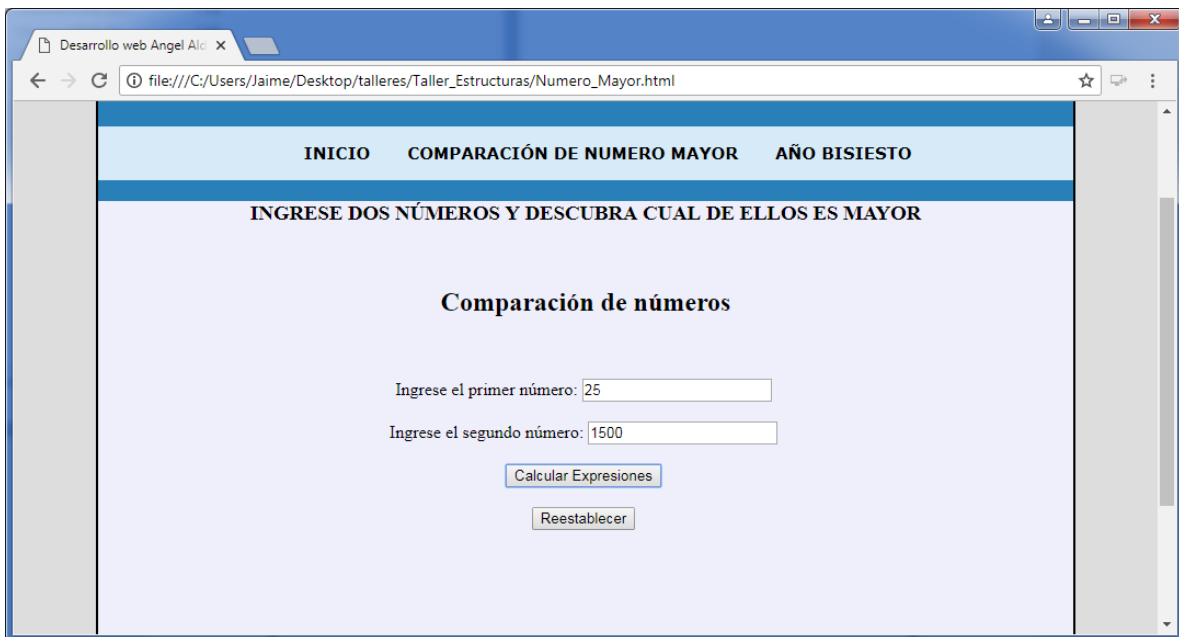 Desarrollo web Angel Ald
file:///C:/Users/Jaime/Desktop/talleres/Taller_Estructuras/Numero_Mayor.html
INICIO COMPARACIÓN DE NUMERO MAYOR AÑO BISIESTO
INGRESE DOS NÚMEROS Y DESCUBRA CUAL DE ELLOS ES MAYOR
Comparación de números
Ingrese el primer número: 25
Ingrese el segundo número: 1500
Calcular Expresiones
Reestablecer